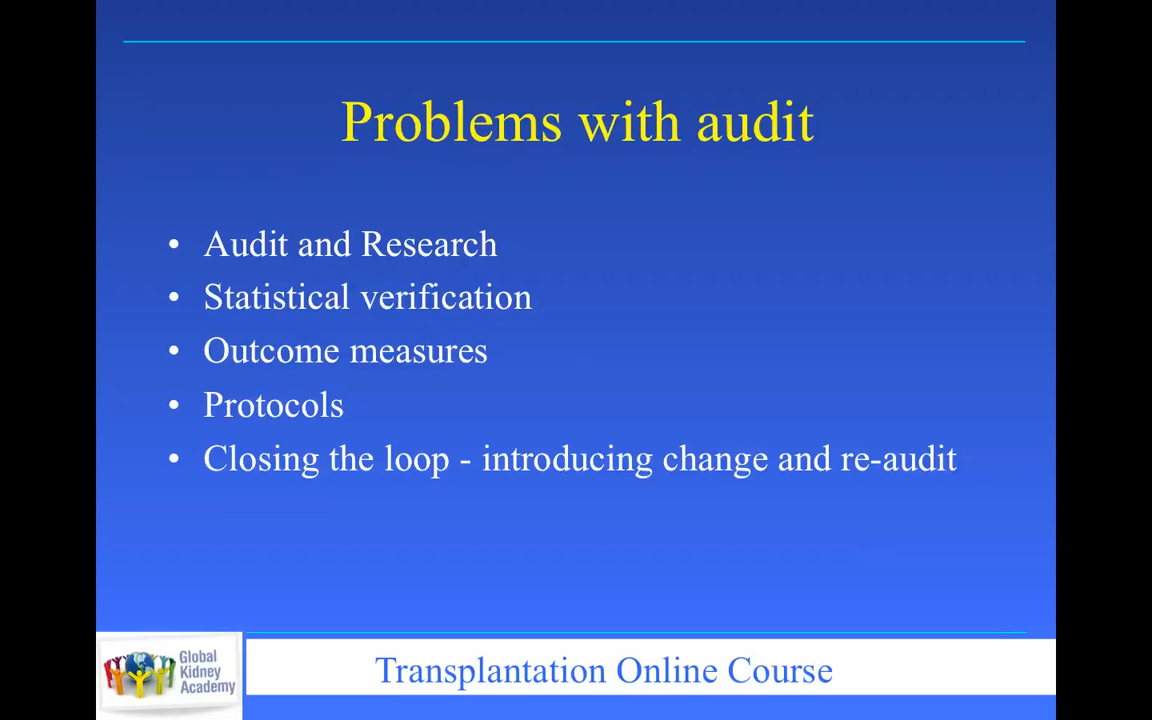 Problems with audit
• Audit and Research
• Statistical verification
• Outcome measures
• Protocols
• Closing the loop - introducing change and re-audit
Global
Kidney
Academy
Transplantation Online Course